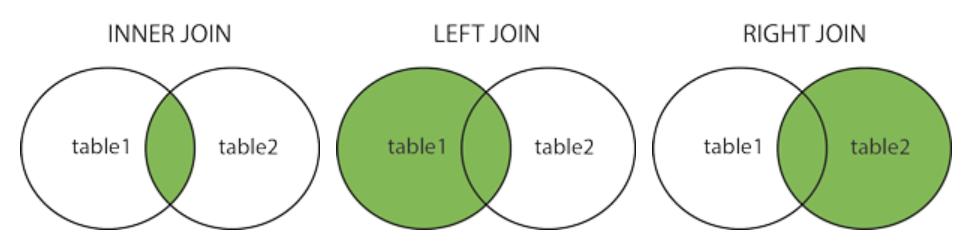 INNER JOIN
LEFT JOIN
RIGHT JOIN
table1
table2
table1
table2
table1
table2